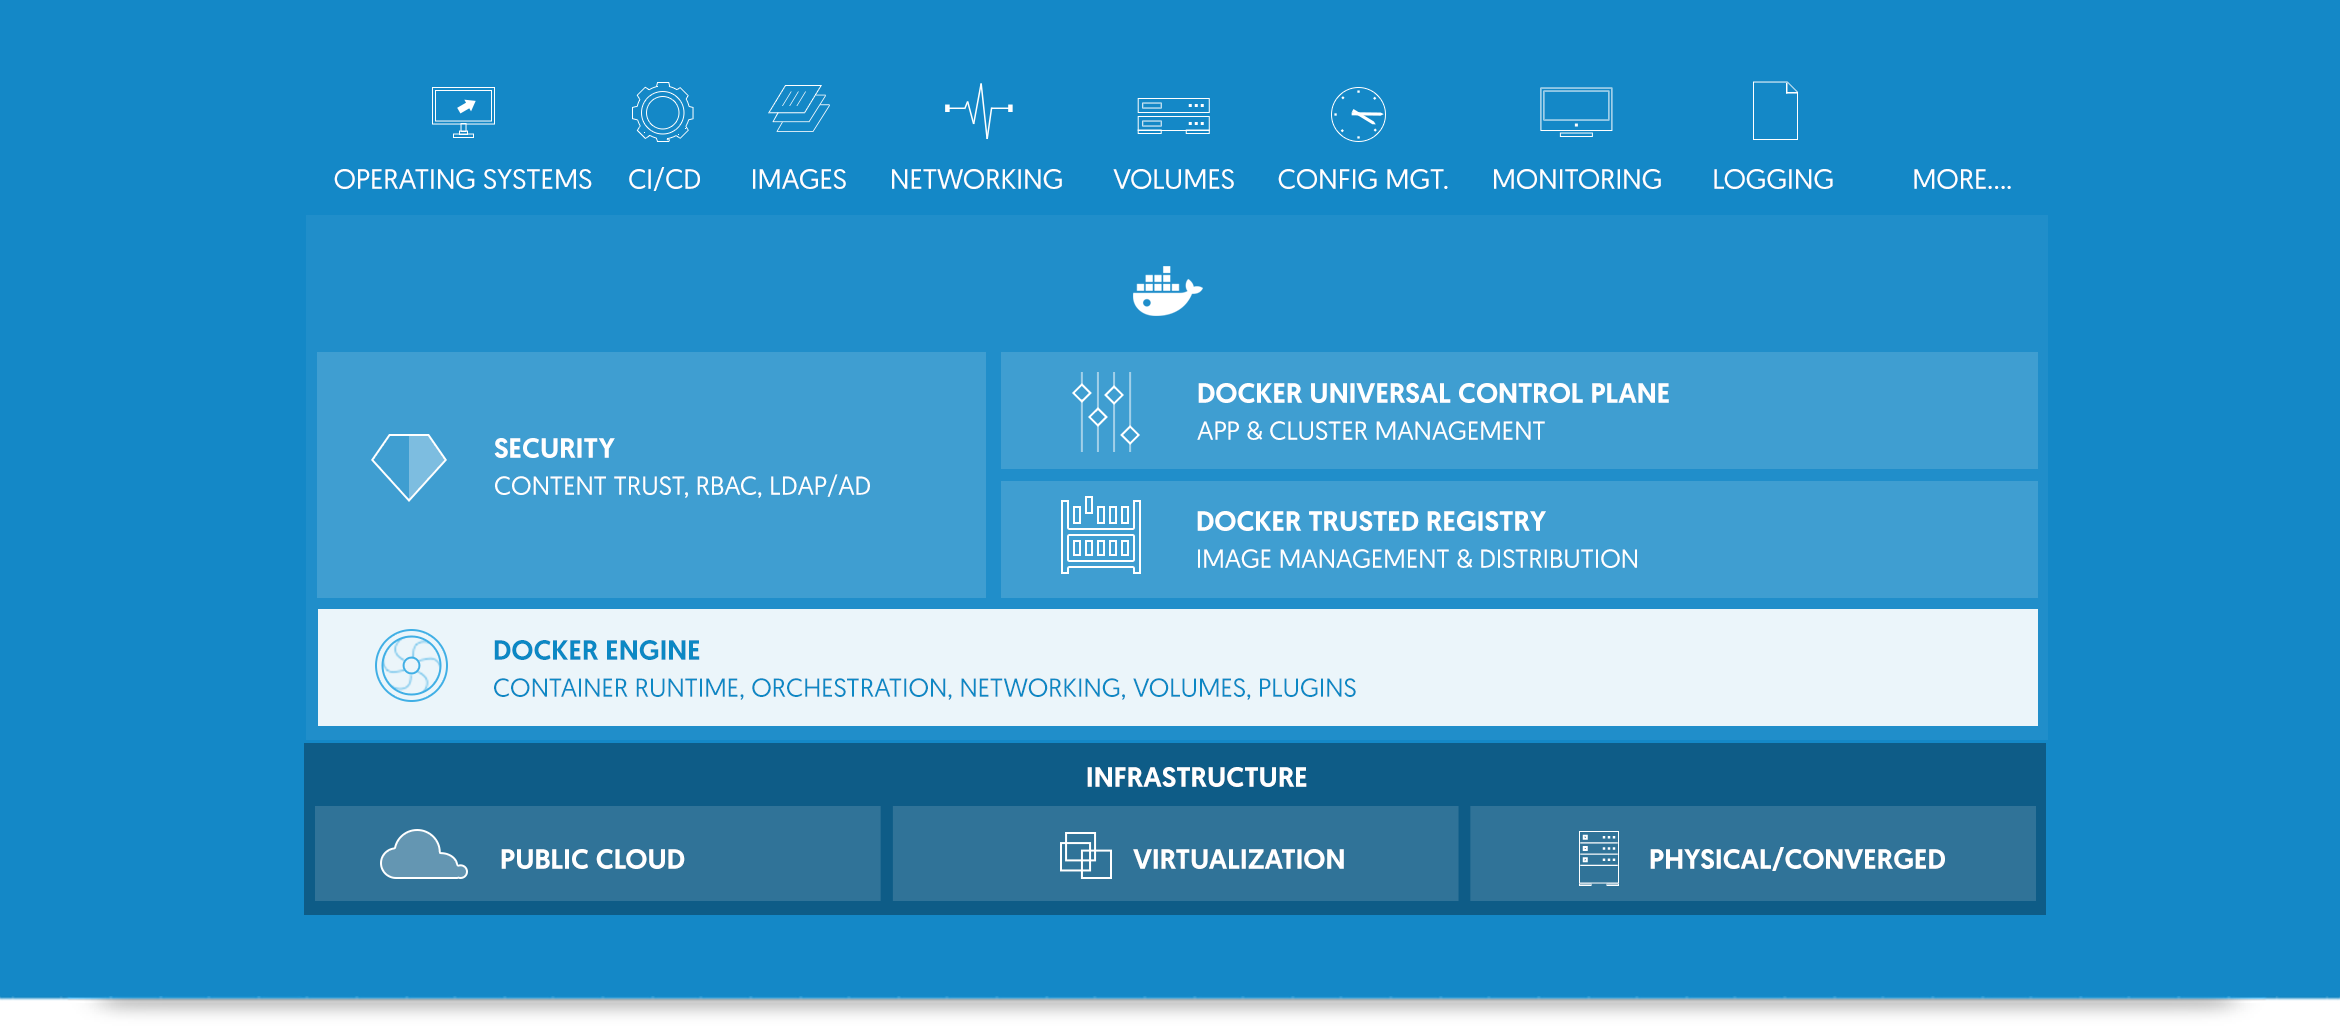 OPERATING SYSTEMS
CI/CD
IMAGES
NETWORKING
VOLUMES
CONFIG MGT.
MONITORING
LOGGING
MORE....
SECURITY
CONTENT TRUST, RBAC, LDAP/AD
DOCKER UNIVERSAL CONTROL PLANE
APP & CLUSTER MANAGEMENT
DOCKER TRUSTED REGISTRY
IMAGE MANAGEMENT & DISTRIBUTION
DOCKER ENGINE
CONTAINER RUNTIME, ORCHESTRATION, NETWORKING, VOLUMES, PLUGINS
INFRASTRUCTURE
PUBLIC CLOUD
VIRTUALIZATION
PHYSICAL/CONVERGED